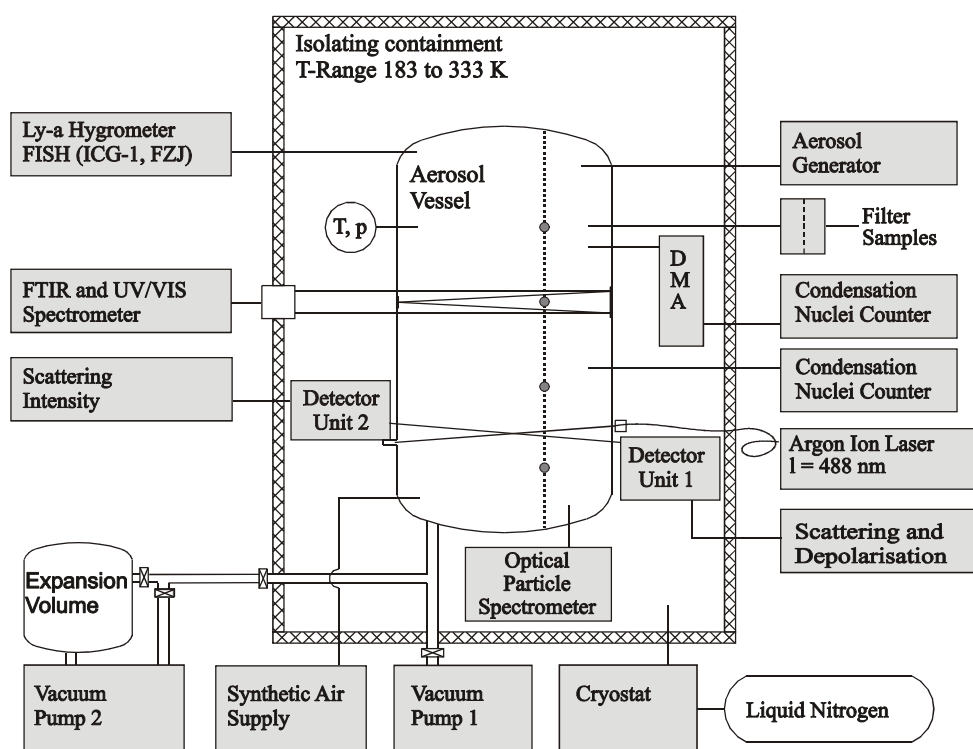 Isolating containment
T-Range 183 to 333 K
Ly-a Hygrometer
FISH (ICG-1, FZJ)
Aerosol
Vessel
Aerosol
Generator
T, p
Filter
Samples
D
M
A
FTIR and UV/VIS
Spectrometer
Condensation
Nuclei Counter
Scattering
Intensity
Detector
Unit 2
Condensation
Nuclei Counter
Detector
Unit 1
Argon Ion Laser
l = 488 nm
Scattering and
Depolarisation
Optical
Particle
Spectrometer
Expansion
Volume
Vacuum
Pump 2
Synthetic Air
Supply
Vacuum
Pump 1
Cryostat
Liquid Nitrogen